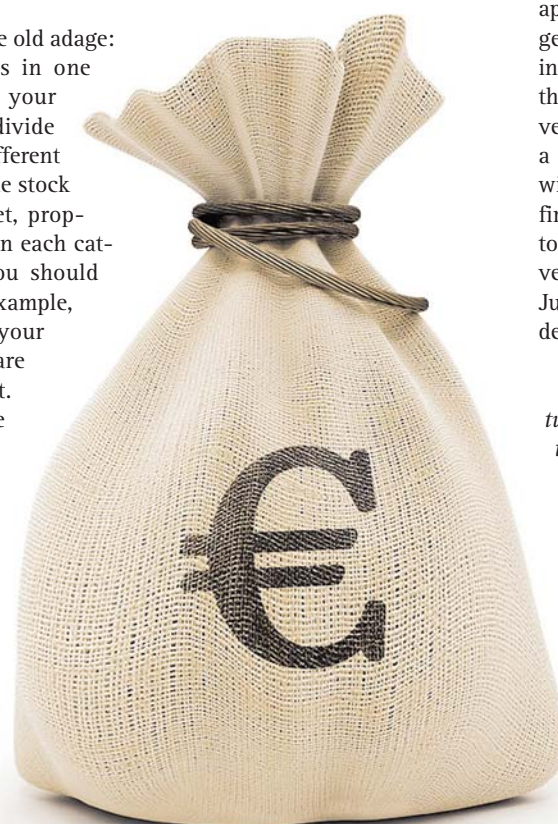 e old adage:
s in one
your
divide
fferent
e stock
et, prop-
n each cat-
ou should
xample,
your
are
t.
e
€
ap
ge
in
th
ve
a
wi
fin
to
ve
Ju
de
tu
t